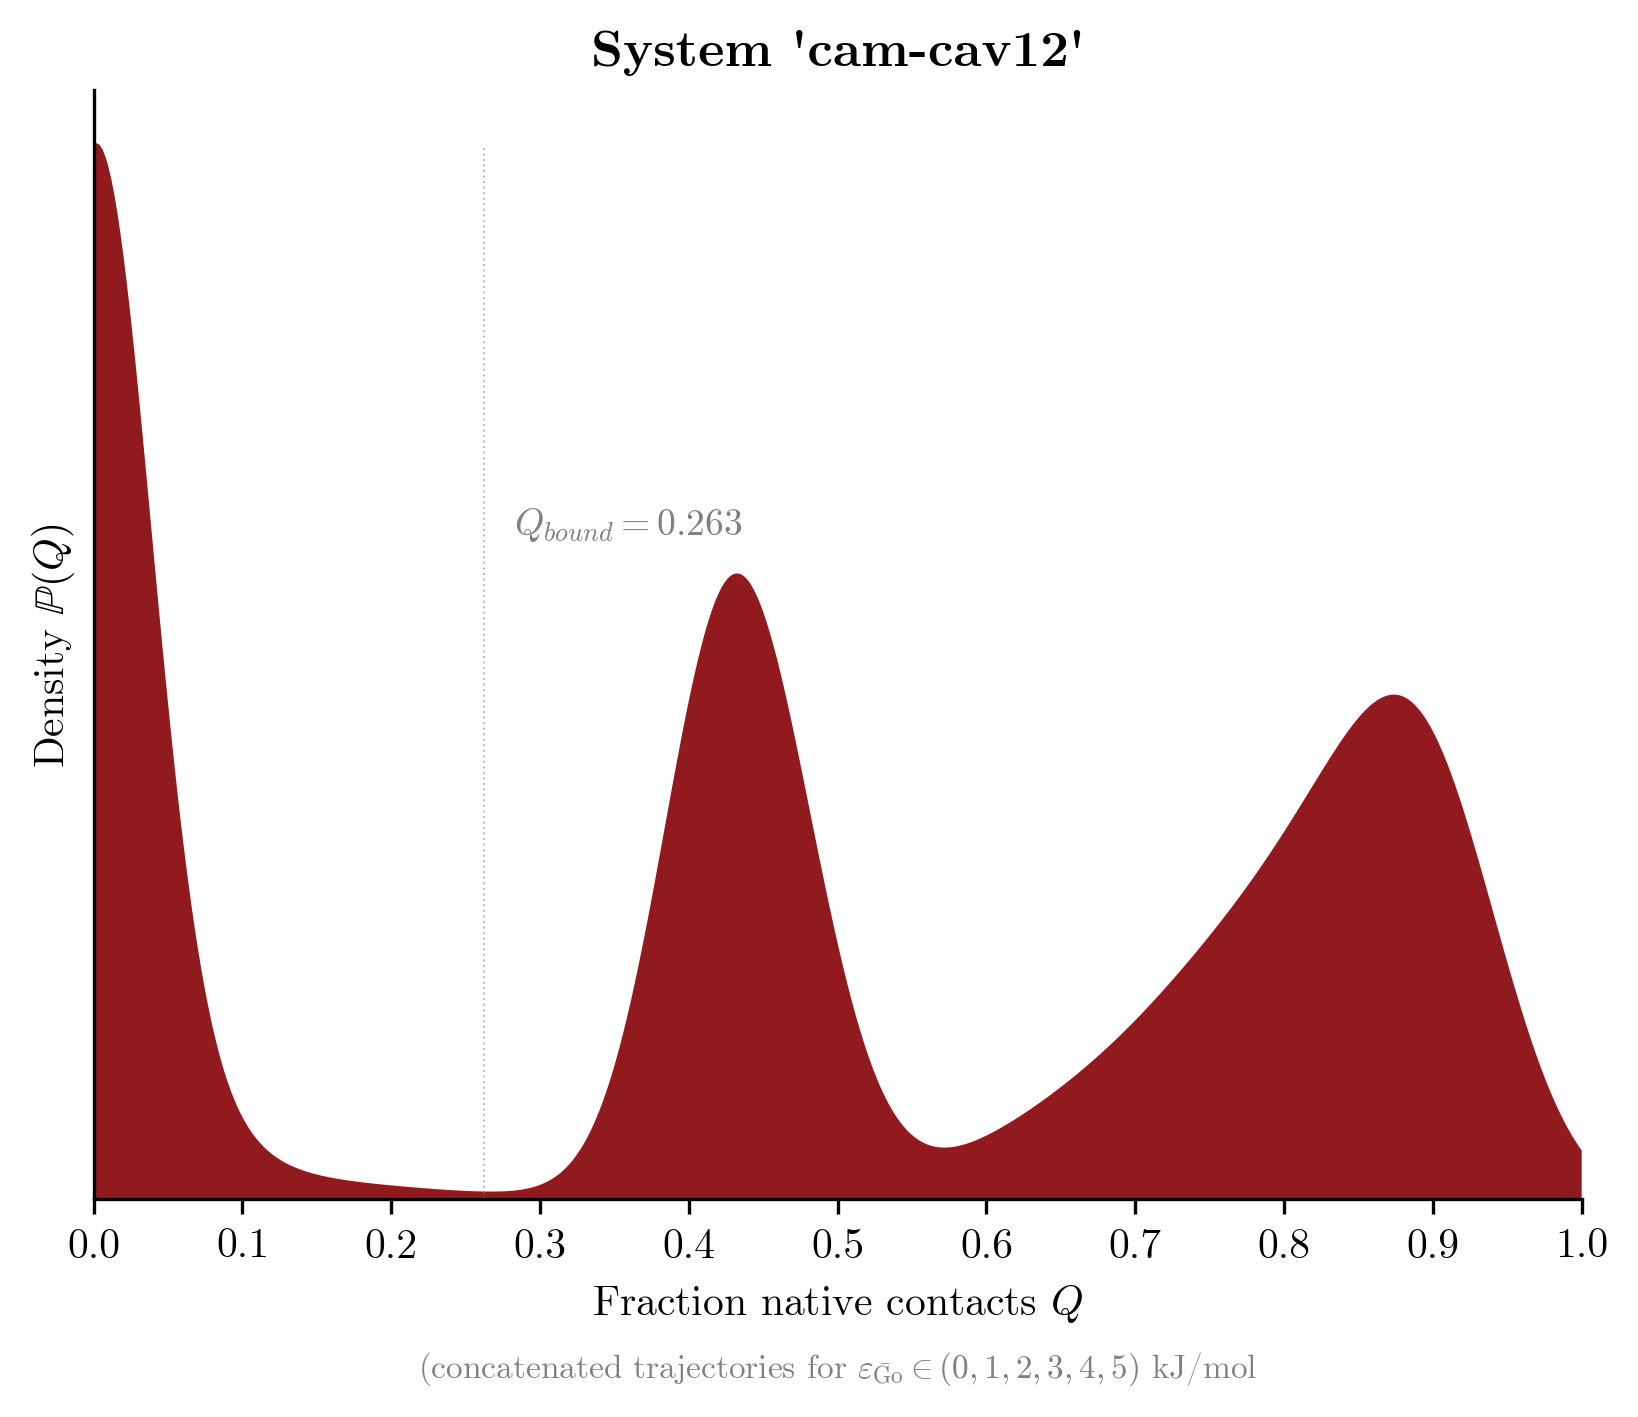 System 'cam-cav12'
Density ℙ(Q)
Q_bound = 0.263
0.0 0.1 0.2 0.3 0.4 0.5 0.6 0.7 0.8 0.9 1.0
Fraction native contacts Q
(concatenated trajectories for ε_Ḡo ∈ (0, 1, 2, 3, 4, 5) kJ/mol